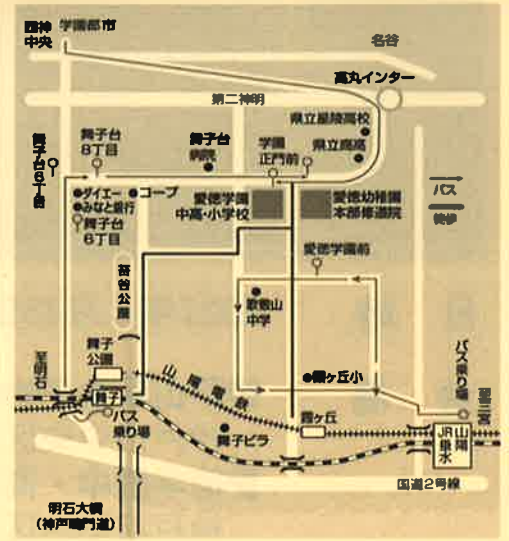 西神
中央
学園都市
名谷
高丸インター
第二神明
県立星陵高校
県立商高
舞子台
8丁目
舞子台
病院
学園
正門前
舞子台6丁目
ダイエー
みなと銀行
コープ
舞子台
6丁目
愛徳学園
中高・小学校
愛徳幼稚園
本部修道院
バス
徒歩
愛徳学園前
苔谷公園
歌敷山
中学
舞子
公園
山陽電鉄
霞ヶ丘小
バス乗り場
至明石
舞子
至三宮
バス
乗り場
舞子ビラ
霞ヶ丘
JR垂水
山陽
国道2号線
明石大橋
(神戸鳴門道)